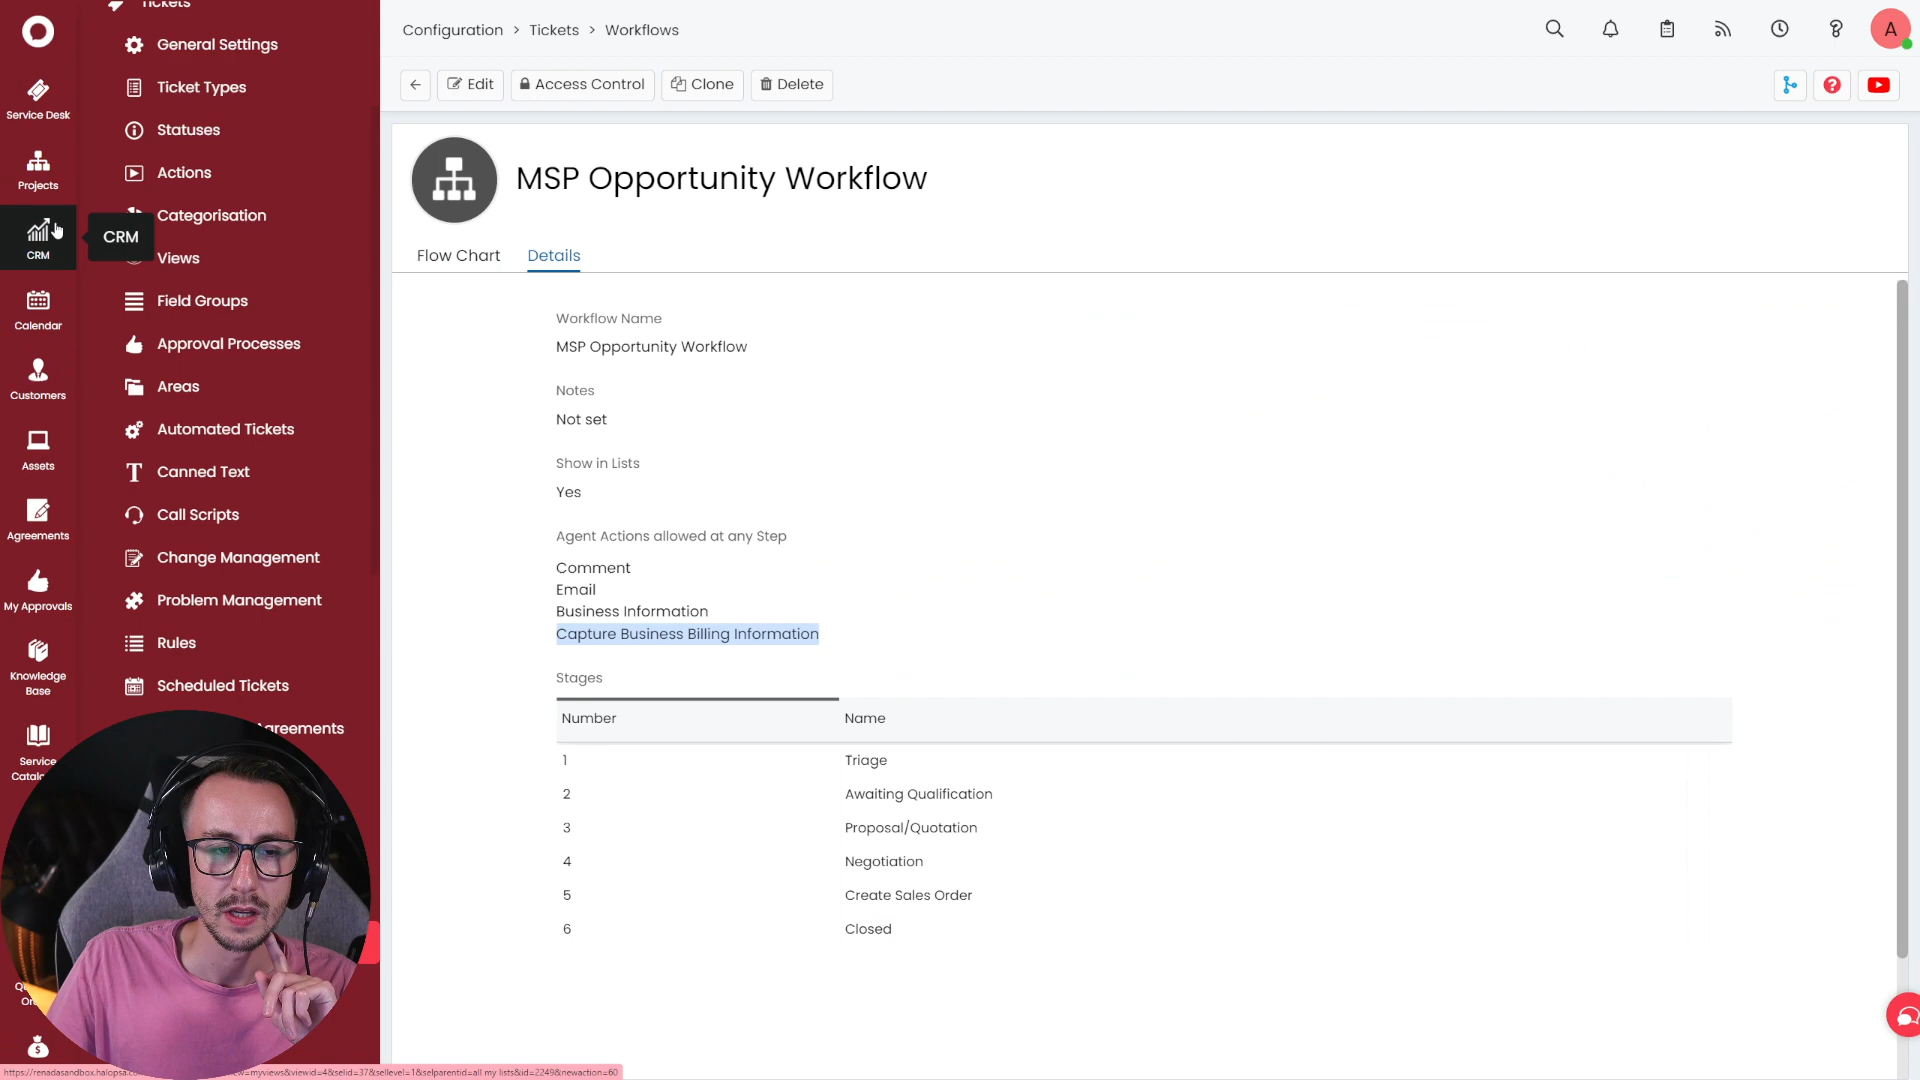 Tickets
General Settings
Ticket Types
Statuses
Actions
Categorisation
Views
Field Groups
Approval Processes
Areas
Automated Tickets
Canned Text
Call Scripts
Change Management
Problem Management
Rules
Scheduled Tickets
Service Desk
Projects
CRM
CRM
Calendar
Customers
Assets
Agreements
My Approvals
Knowledge
Base
Service
Configuration > Tickets > Workflows
A
Edit
Access Control
Clone
Delete
MSP Opportunity Workflow
Flow Chart
Details
Workflow Name
MSP Opportunity Workflow
Notes
Not set
Show in Lists
Yes
Agent Actions allowed at any Step
Comment
Email
Business Information
Capture Business Billing Information
Stages
Number Name
1 Triage
2 Awaiting Qualification
3 Proposal/Quotation
4 Negotiation
5 Create Sales Order
6 Closed